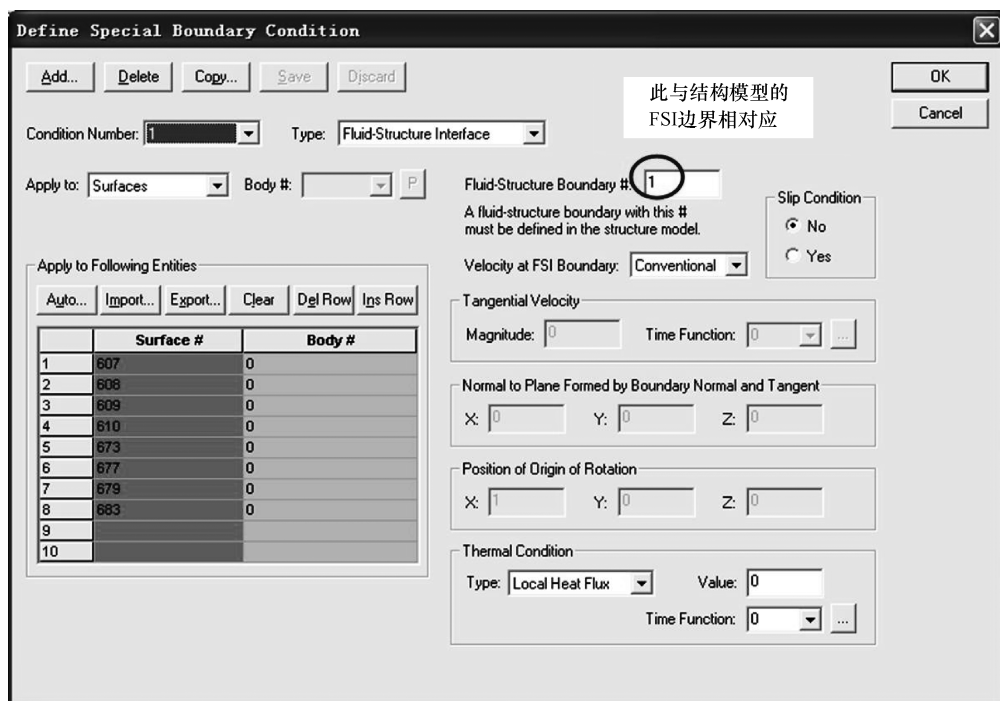 Define Special Boundary Condition
Add... Delete Copy... Save Discard OK
此与结构模型的
FSI边界相对应
Cancel
Condition Number: 1 Type: Fluid-Structure Interface
Apply to: Surfaces Body #: P Fluid-Structure Boundary #: 1
A fluid-structure boundary with this #
must be defined in the structure model.
Slip Condition
No
Yes
Velocity at FSI Boundary: Conventional
Apply to Following Entities
Auto... Import... Export... Clear Del Row Ins Row
Surface # Body #
1 607 0
2 608 0
3 609 0
4 610 0
5 673 0
6 677 0
7 679 0
8 683 0
9
10
Tangential Velocity
Magnitude: 0 Time Function: 0 ...
Normal to Plane Formed by Boundary Normal and Tangent
X: 0 Y: 0 Z: 0
Position of Origin of Rotation
X: 1 Y: 0 Z: 0
Thermal Condition
Type: Local Heat Flux Value: 0
Time Function: 0 ...